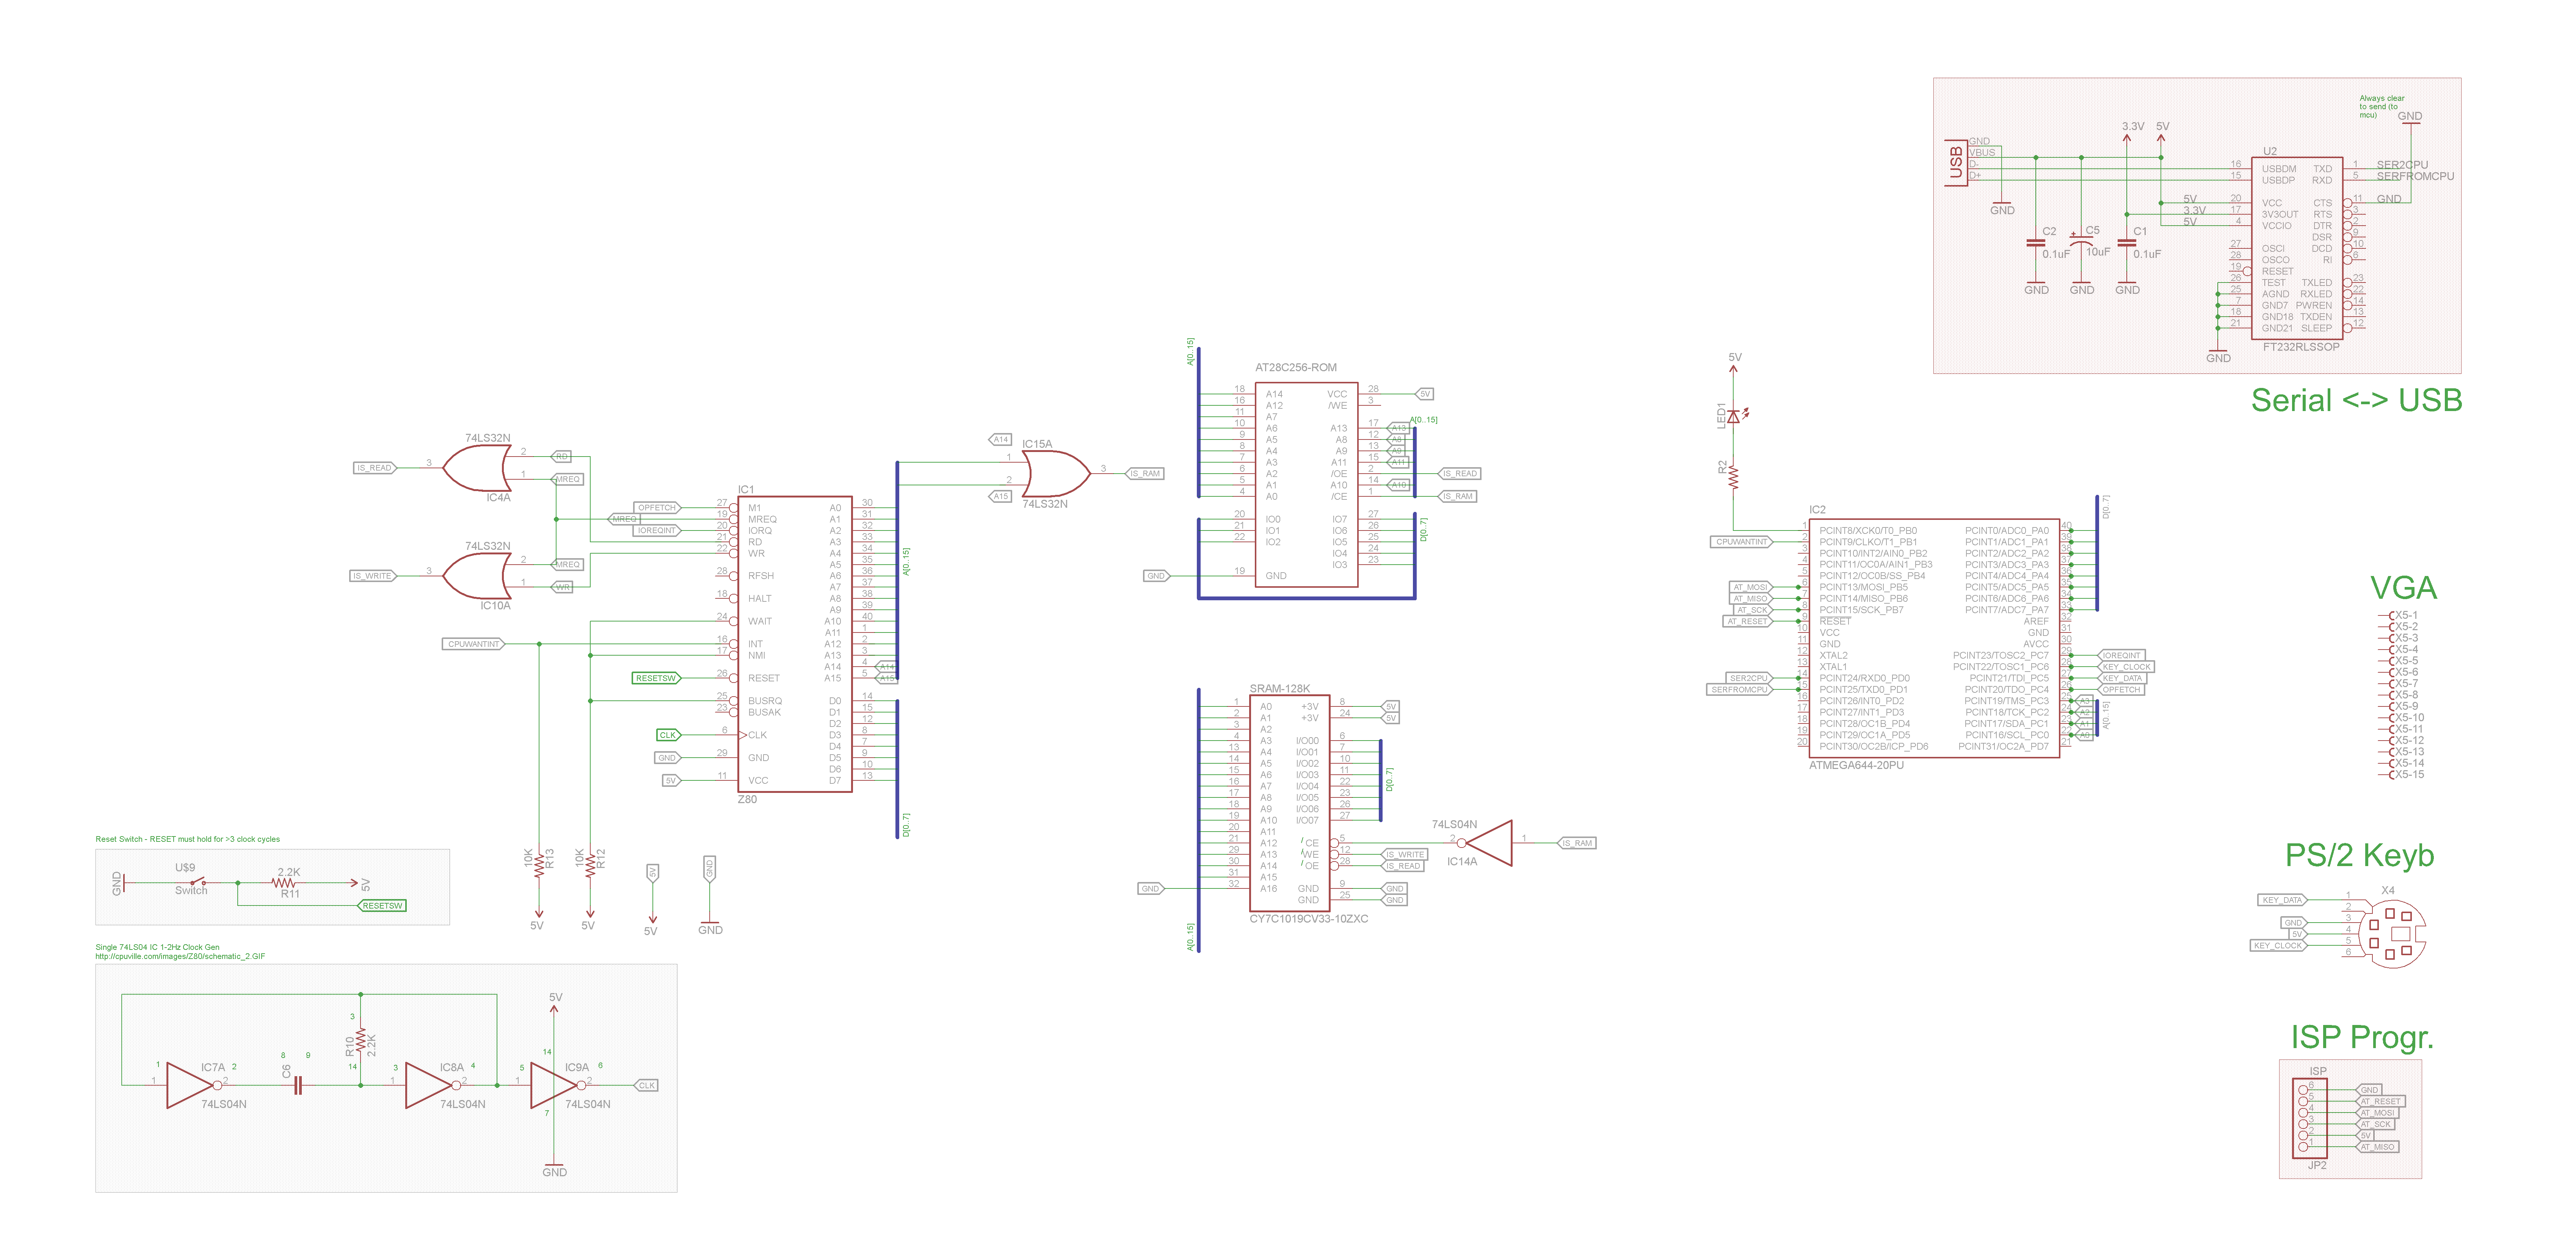 Always clear
to send (to
mcu)
GND
3.3V
5V
USB
GND
VBUS
D-
D+
GND
U2
16 USBDM TXD 1 SER2CPU
15 USBDP RXD 5 SERFROMCPU
5V 20 VCC CTS 11 GND
3.3V 17 3V3OUT RTS 3
5V 4 VCCIO DTR 2
DSR 9
27 OSCI DCD 10
28 OSCO RI 6
19 RESET
26 TEST TXLED 23
25 AGND RXLED 22
7 GND7 PWREN 14
18 GND18 TXDEN 13
21 GND21 SLEEP 12
FT232RLSSOP
GND
C2
0.1uF
GND
C5
10uF
GND
C1
0.1uF
GND
Serial <-> USB
74LS32N
IS_READ 3
2 RD
1 MREQ
IC4A
74LS32N
IS_WRITE 3
2 MREQ
1 WR
IC10A
IC1
OPFETCH 27 M1 A0 30
MREQ 19 MREQ A1 31
IOREQINT 20 IORQ A2 32
21 RD A3 33
22 WR A4 34
A5 35
28 RFSH A6 36
A7 37
18 HALT A8 38
A9 39
24 WAIT A10 40
A11 1
CPUWANTINT 16 INT A12 2
17 NMI A13 3
A14 4 A14
RESETSW 26 RESET A15 5 A15
25 BUSRQ D0 14
23 BUSAK D1 15
D2 12
CLK 6 CLK D3 8
D4 7
GND 29 GND D5 9
D6 10
5V 11 VCC D7 13
Z80
A[0..15]
D[0..7]
A14
IC15A
1
2
3 IS_RAM
A15
74LS32N
A[0..15]
AT28C256-ROM
18 A14 VCC 28 5V
16 A12 /WE 3
11 A7
10 A6 A13 17 A13
9 A5 A8 12 A8
8 A4 A9 13 A9
7 A3 A11 15 A11
6 A2 /OE 2 IS_READ
5 A1 A10 14 A10
4 A0 /CE 1 IS_RAM
20 IO0 IO7 27
21 IO1 IO6 26
22 IO2 IO5 25
IO4 24
IO3 23
GND 19 GND
A[0..15]
D[0..7]
SRAM-128K
1 A0 +3V 8 5V
2 A1 +3V 24 5V
3 A2
4 A3 I/O00 6
13 A4 I/O01 7
14 A5 I/O02 10
15 A6 I/O03 11
16 A7 I/O04 22
17 A8 I/O05 23
18 A9 I/O06 26
19 A10 I/O07 27
20 A11
21 A12 CE 5
29 A13 WE 12 IS_WRITE
30 A14 OE 28 IS_READ
31 A15
GND 32 A16 GND 9 GND
GND 25 GND
CY7C1019CV33-10ZXC
A[0..15]
D[0..7]
74LS04N
2
1 IS_RAM
IC14A
5V
LED1
R2
IC2
1 PCINT8/XCK0/T0_PB0 PCINT0/ADC0_PA0 40
CPUWANTINT 2 PCINT9/CLKO/T1_PB1 PCINT1/ADC1_PA1 39
3 PCINT10/INT2/AIN0_PB2 PCINT2/ADC2_PA2 38
4 PCINT11/OC0A/AIN1_PB3 PCINT3/ADC3_PA3 37
5 PCINT12/OC0B/SS_PB4 PCINT4/ADC4_PA4 36
AT_MOSI 6 PCINT13/MOSI_PB5 PCINT5/ADC5_PA5 35
AT_MISO 7 PCINT14/MISO_PB6 PCINT6/ADC6_PA6 34
AT_SCK 8 PCINT15/SCK_PB7 PCINT7/ADC7_PA7 33
AT_RESET 9 RESET AREF 32
10 VCC GND 31
11 GND AVCC 30
12 XTAL2 PCINT23/TOSC2_PC7 29 IOREQINT
13 XTAL1 PCINT22/TOSC1_PC6 28 KEY_CLOCK
SER2CPU 14 PCINT24/RXD0_PD0 PCINT21/TDI_PC5 27 KEY_DATA
SERFROMCPU 15 PCINT25/TXD0_PD1 PCINT20/TDO_PC4 26 OPFETCH
16 PCINT26/INT0_PD2 PCINT19/TMS_PC3 25 A3
17 PCINT27/INT1_PD3 PCINT18/TCK_PC2 24 A2
18 PCINT28/OC1B_PD4 PCINT17/SDA_PC1 23 A1
19 PCINT29/OC1A_PD5 PCINT16/SCL_PC0 22 A0
20 PCINT30/OC2B/ICP_PD6 PCINT31/OC2A_PD7 21
ATMEGA644-20PU
D[0..7]
A[0..15]
VGA
X5-1
X5-2
X5-3
X5-4
X5-5
X5-6
X5-7
X5-8
X5-9
X5-10
X5-11
X5-12
X5-13
X5-14
X5-15
PS/2 Keyb
X4
KEY_DATA 1
2
GND 3
5V 4
KEY_CLOCK 5
6
ISP Progr.
ISP
6 GND
5 AT_RESET
4 AT_MOSI
3 AT_SCK
2 5V
1 AT_MISO
JP2
Reset Switch - RESET must hold for >3 clock cycles
GND
U$9
Switch
2.2K
R11
5V
RESETSW
10K
R13
5V
10K
R12
5V
5V
5V
GND
GND
Single 74LS04 IC 1-2Hz Clock Gen
http://cpuville.com/images/Z80/schematic_2.GIF
1 1
IC7A
2 2
74LS04N
C6
8 9
3
R10
2.2K
14
3 1
IC8A
2 4
74LS04N
5V
14
5 1
IC9A
2 6
74LS04N
7
GND
CLK